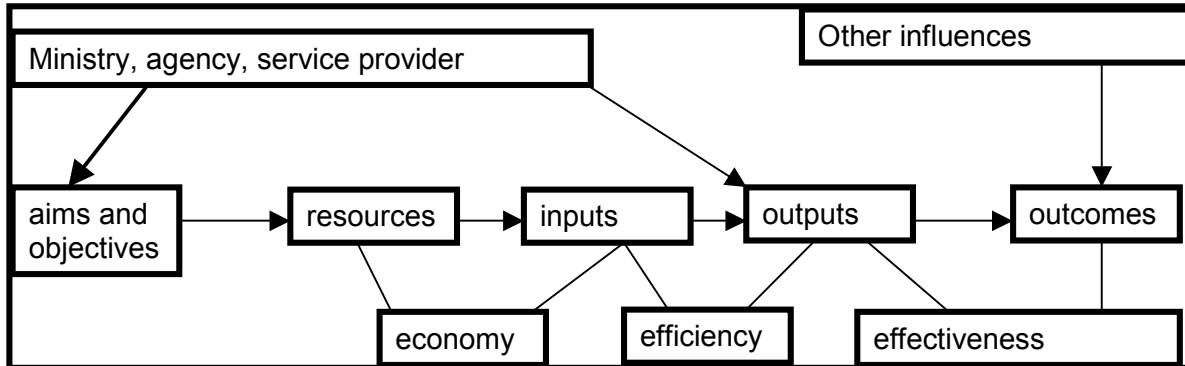 Other influences
Ministry, agency, service provider
aims and
objectives
resources
inputs
outputs
outcomes
economy
efficiency
effectiveness